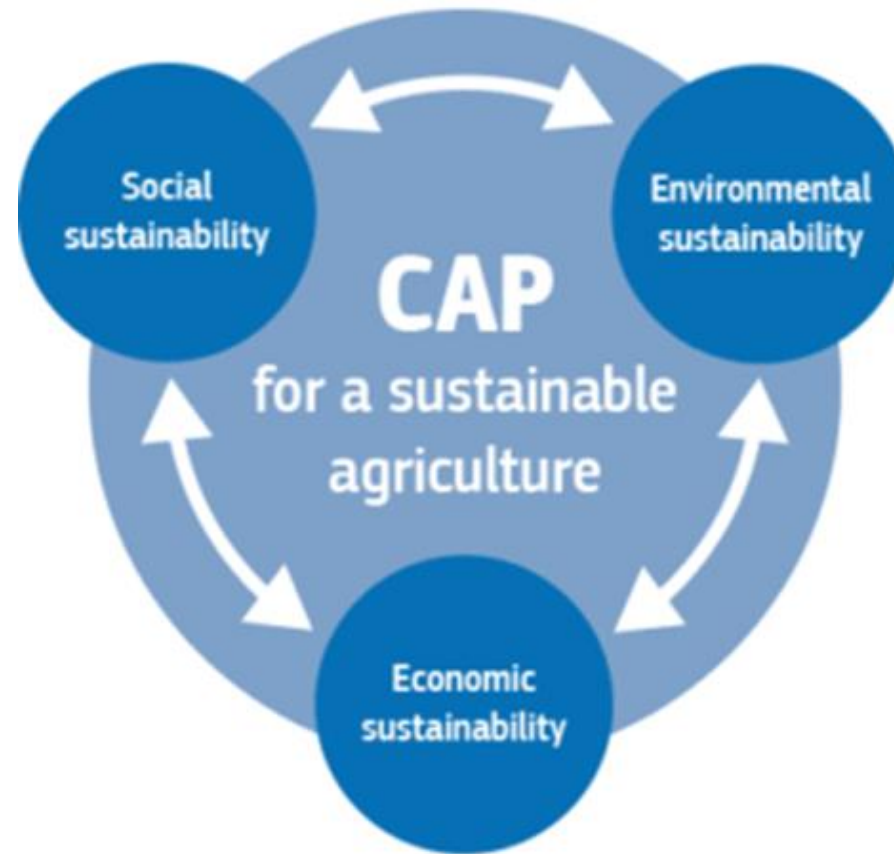 Social
sustainability
Environmental
sustainability
CAP
for a sustainable
agriculture
Economic
sustainability